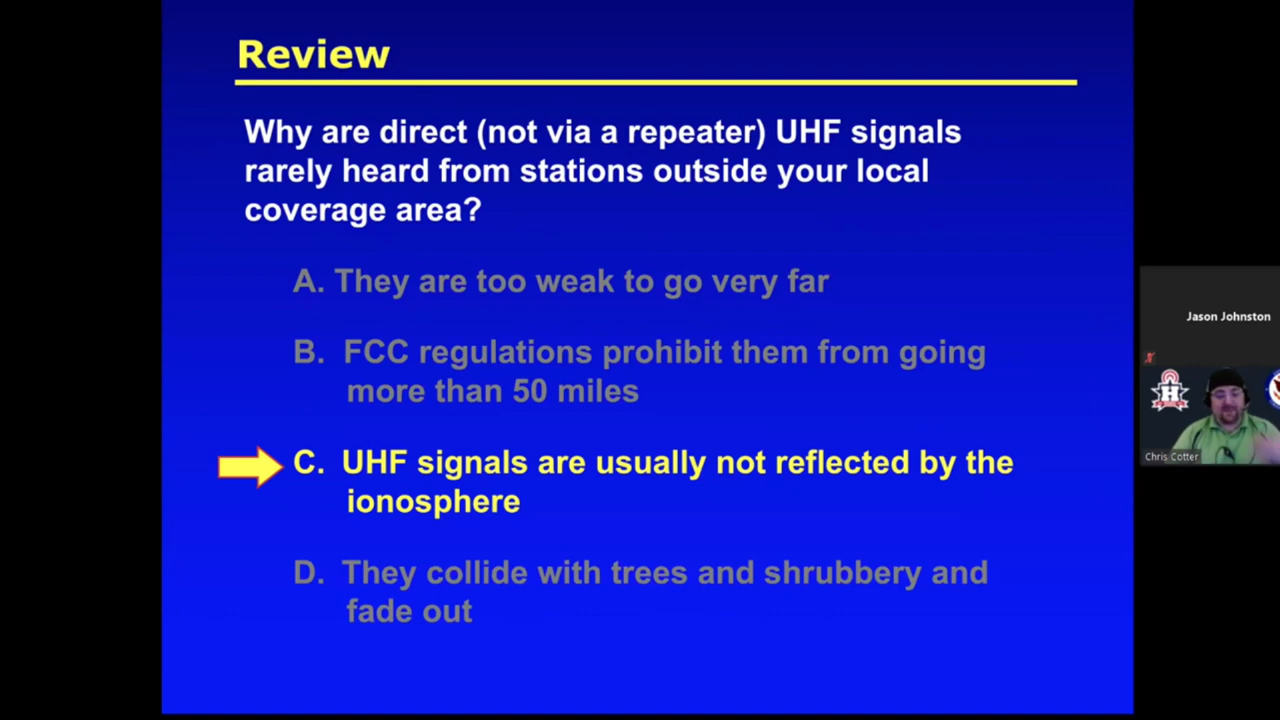 Review
Why are direct (not via a repeater) UHF signals
rarely heard from stations outside your local
coverage area?
A. They are too weak to go very far
B. FCC regulations prohibit them from going
more than 50 miles
C. UHF signals are usually not reflected by the
ionosphere
D. They collide with trees and shrubbery and
fade out
Jason Johnston
H
Chris Cotter